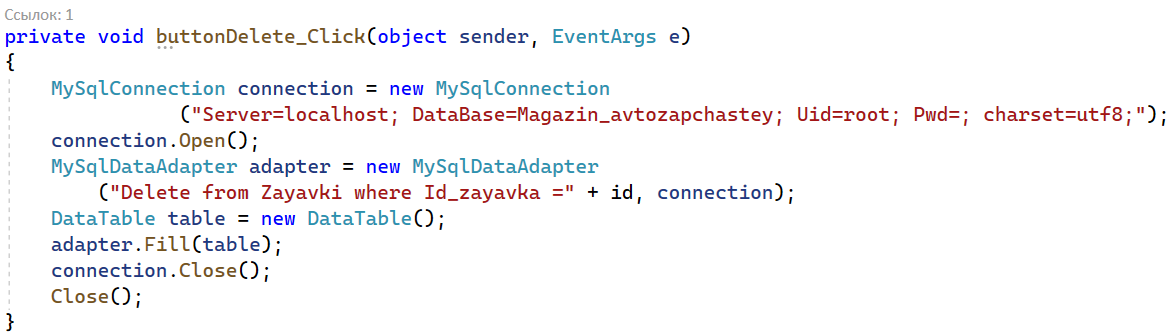 Ссылок: 1
private void buttonDelete_Click(object sender, EventArgs e)
{
MySqlConnection connection = new MySqlConnection
("Server=localhost; DataBase=Magazin_avtozapchastey; Uid=root; Pwd=; charset=utf8;");
connection.Open();
MySqlDataAdapter adapter = new MySqlDataAdapter
("Delete from Zayavki where Id_zayavka =" + id, connection);
DataTable table = new DataTable();
adapter.Fill(table);
connection.Close();
Close();
}